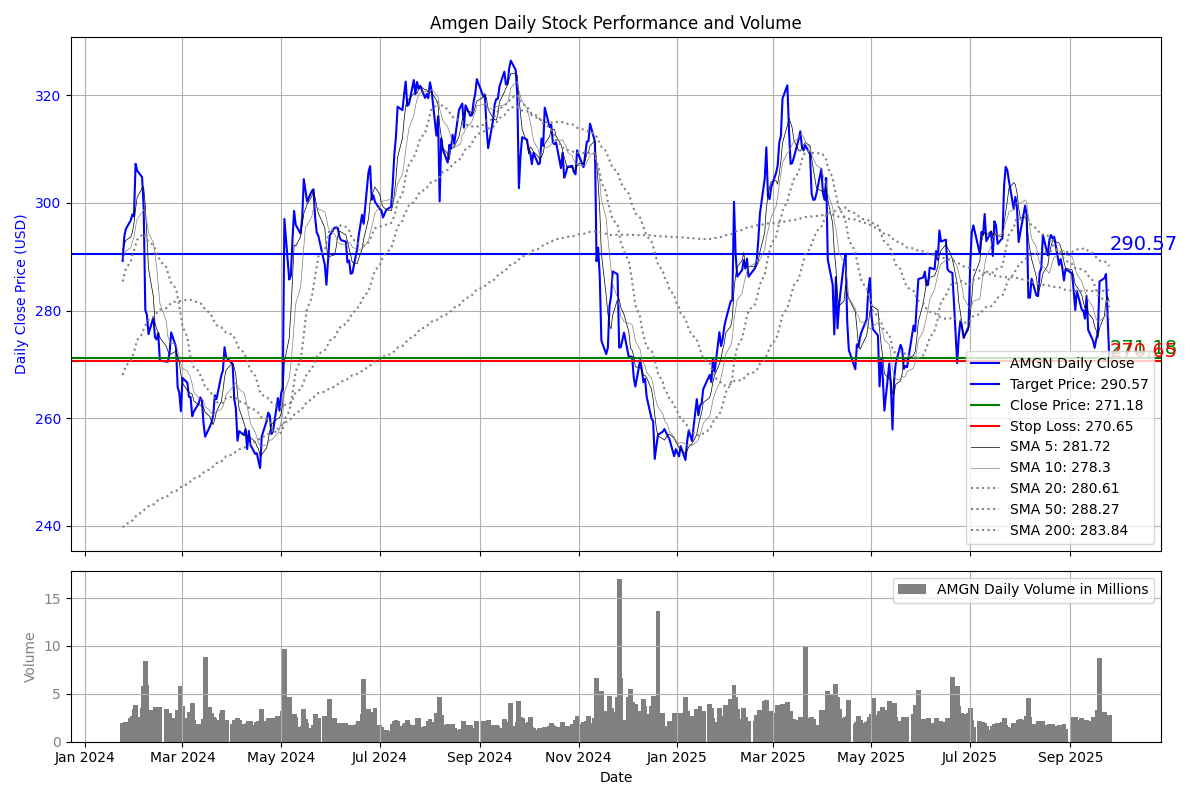 Amgen Daily Stock Performance and Volume
Daily Close Price (USD)
320
300
280
260
240
290.57
271.18
270.65
AMGN Daily Close
Target Price: 290.57
Close Price: 271.18
Stop Loss: 270.65
SMA 5: 281.72
SMA 10: 278.3
SMA 20: 280.61
SMA 50: 288.27
SMA 200: 283.84
Volume
15
10
5
0
AMGN Daily Volume in Millions
Jan 2024 Mar 2024 May 2024 Jul 2024 Sep 2024 Nov 2024 Jan 2025 Mar 2025 May 2025 Jul 2025 Sep 2025
Date